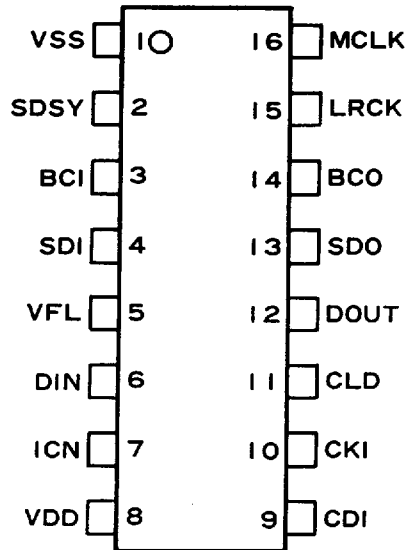 VSS 1 16 MCLK
SDSY 2 15 LRCK
BCI 3 14 BCO
SDI 4 13 SDO
VFL 5 12 DOUT
DIN 6 11 CLD
ICN 7 10 CKI
VDD 8 9 CDI